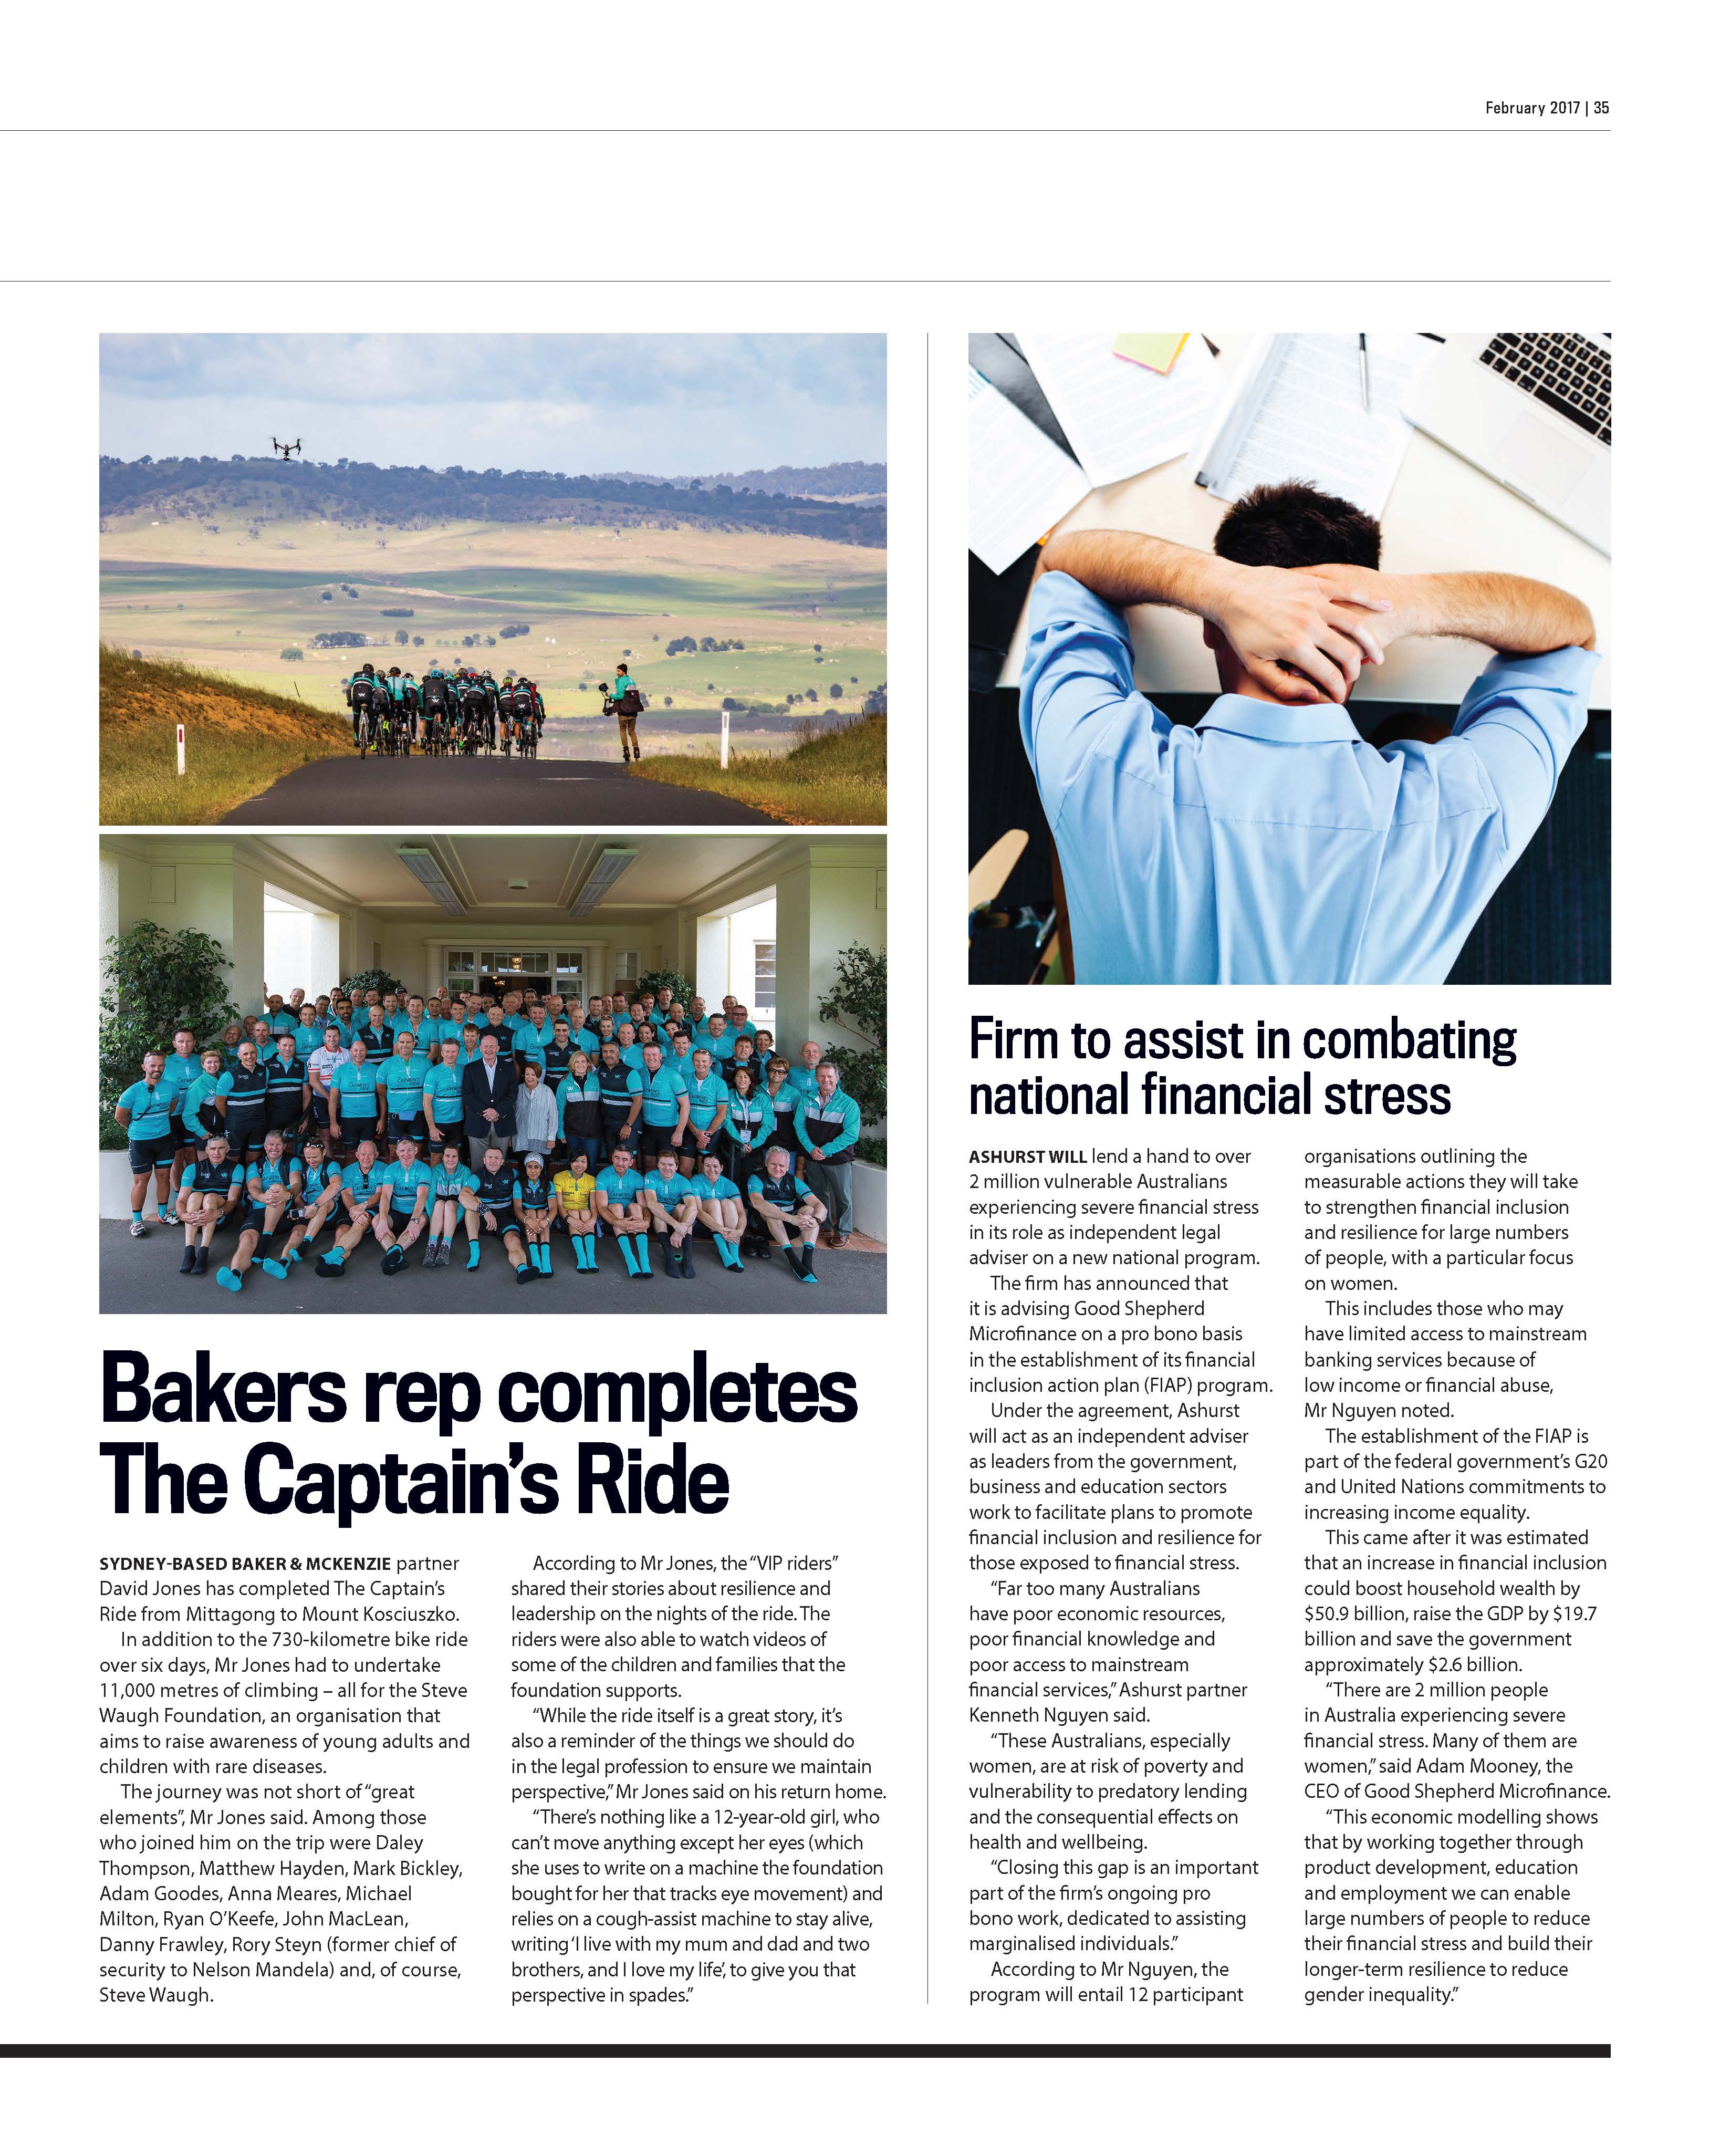 February 2017 | 35
Bakers rep completes
The Captain's Ride
SYDNEY-BASED BAKER & MCKENZIE partner
David Jones has completed The Captain's
Ride from Mittagong to Mount Kosciuszko.
In addition to the 730-kilometre bike ride
over six days, Mr Jones had to undertake
11,000 metres of climbing – all for the Steve
Waugh Foundation, an organisation that
aims to raise awareness of young adults and
children with rare diseases.
The journey was not short of “great
elements”, Mr Jones said. Among those
who joined him on the trip were Daley
Thompson, Matthew Hayden, Mark Bickley,
Adam Goodes, Anna Meares, Michael
Milton, Ryan O'Keefe, John MacLean,
Danny Frawley, Rory Steyn (former chief of
security to Nelson Mandela) and, of course,
Steve Waugh.
According to Mr Jones, the “VIP riders”
shared their stories about resilience and
leadership on the nights of the ride. The
riders were also able to watch videos of
some of the children and families that the
foundation supports.
“While the ride itself is a great story, it's
also a reminder of the things we should do
in the legal profession to ensure we maintain
perspective,” Mr Jones said on his return home.
“There's nothing like a 12-year-old girl, who
can't move anything except her eyes (which
she uses to write on a machine the foundation
bought for her that tracks eye movement) and
relies on a cough-assist machine to stay alive,
writing ‘I live with my mum and dad and two
brothers, and I love my life’, to give you that
perspective in spades.”
Firm to assist in combating
national financial stress
ASHURST WILL lend a hand to over
2 million vulnerable Australians
experiencing severe financial stress
in its role as independent legal
adviser on a new national program.
The firm has announced that
it is advising Good Shepherd
Microfinance on a pro bono basis
in the establishment of its financial
inclusion action plan (FIAP) program.
Under the agreement, Ashurst
will act as an independent adviser
as leaders from the government,
business and education sectors
work to facilitate plans to promote
financial inclusion and resilience for
those exposed to financial stress.
“Far too many Australians
have poor economic resources,
poor financial knowledge and
poor access to mainstream
financial services,” Ashurst partner
Kenneth Nguyen said.
“These Australians, especially
women, are at risk of poverty and
vulnerability to predatory lending
and the consequential effects on
health and wellbeing.
“Closing this gap is an important
part of the firm's ongoing pro
bono work, dedicated to assisting
marginalised individuals.”
According to Mr Nguyen, the
program will entail 12 participant
organisations outlining the
measurable actions they will take
to strengthen financial inclusion
and resilience for large numbers
of people, with a particular focus
on women.
This includes those who may
have limited access to mainstream
banking services because of
low income or financial abuse,
Mr Nguyen noted.
The establishment of the FIAP is
part of the federal government's G20
and United Nations commitments to
increasing income equality.
This came after it was estimated
that an increase in financial inclusion
could boost household wealth by
$50.9 billion, raise the GDP by $19.7
billion and save the government
approximately $2.6 billion.
“There are 2 million people
in Australia experiencing severe
financial stress. Many of them are
women,” said Adam Mooney, the
CEO of Good Shepherd Microfinance.
“This economic modelling shows
that by working together through
product development, education
and employment we can enable
large numbers of people to reduce
their financial stress and build their
longer-term resilience to reduce
gender inequality.”